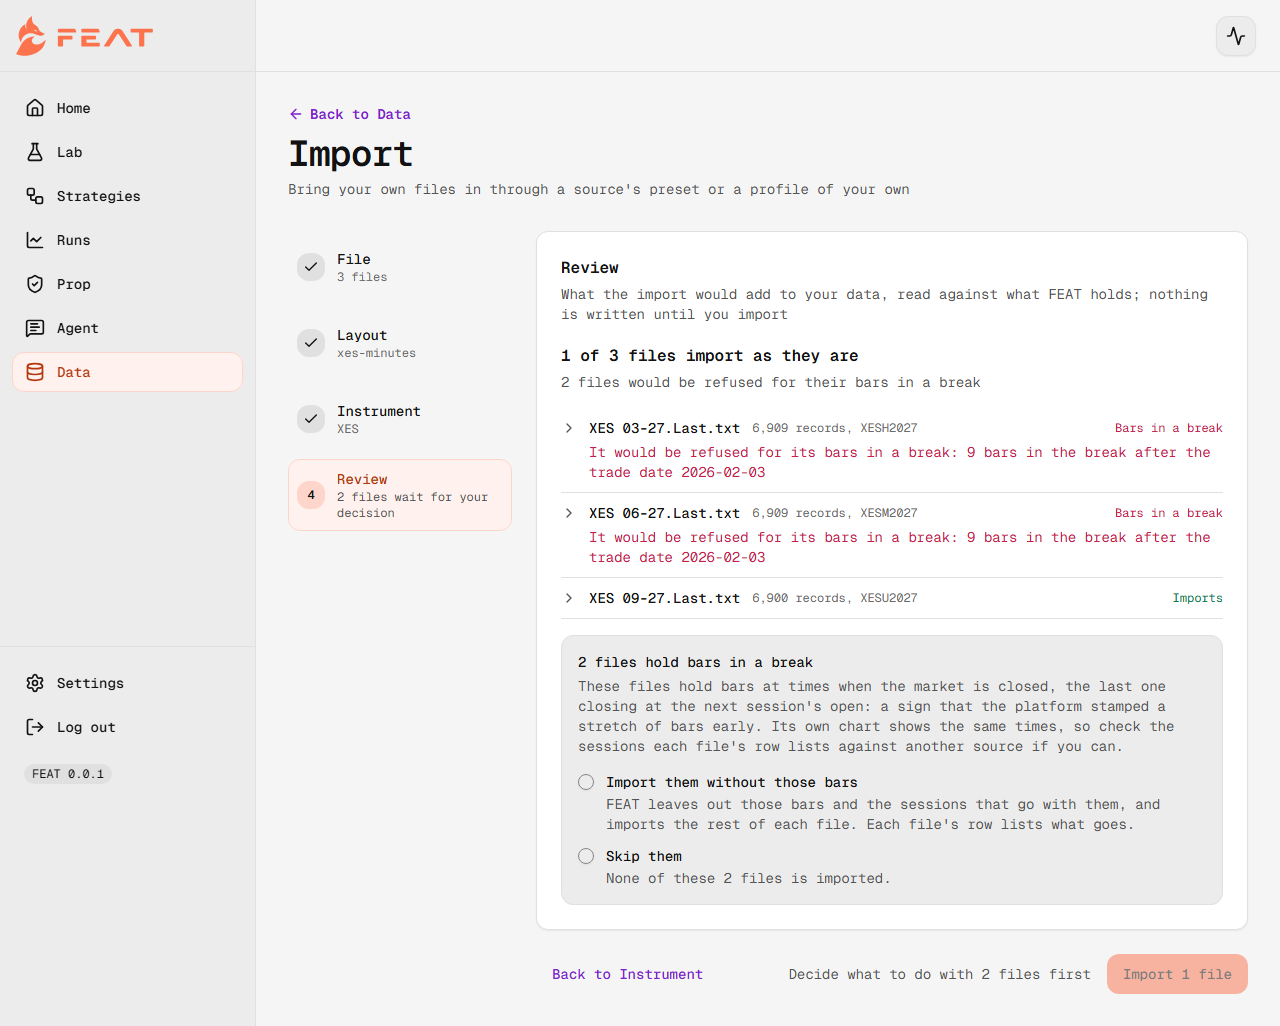 FEAT
Home
Lab
Strategies
Runs
Prop
Agent
Data
Settings
Log out
FEAT 0.0.1
Back to Data
Import
Bring your own files in through a source's preset or a profile of your own
File
3 files
Layout
xes-minutes
Instrument
XES
4
Review
2 files wait for your
decision
Review
What the import would add to your data, read against what FEAT holds; nothing
is written until you import
1 of 3 files import as they are
2 files would be refused for their bars in a break
XES 03-27.Last.txt 6,909 records, XESH2027 Bars in a break
It would be refused for its bars in a break: 9 bars in the break after the
trade date 2026-02-03
XES 06-27.Last.txt 6,909 records, XESM2027 Bars in a break
It would be refused for its bars in a break: 9 bars in the break after the
trade date 2026-02-03
XES 09-27.Last.txt 6,900 records, XESU2027 Imports
2 files hold bars in a break
These files hold bars at times when the market is closed, the last one
closing at the next session's open: a sign that the platform stamped a
stretch of bars early. Its own chart shows the same times, so check the
sessions each file's row lists against another source if you can.
Import them without those bars
FEAT leaves out those bars and the sessions that go with them, and
imports the rest of each file. Each file's row lists what goes.
Skip them
None of these 2 files is imported.
Back to Instrument
Decide what to do with 2 files first
Import 1 file